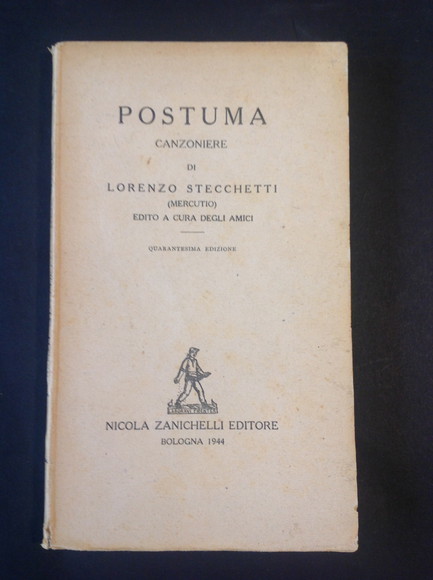 POSTUMA
CANZONIERE
DI
LORENZO STECCHETTI
(MERCUTIO)
EDITO A CURA DEGLI AMICI
QUARANTESIMA EDIZIONE
NICOLA ZANICHELLI EDITORE
BOLOGNA 1944